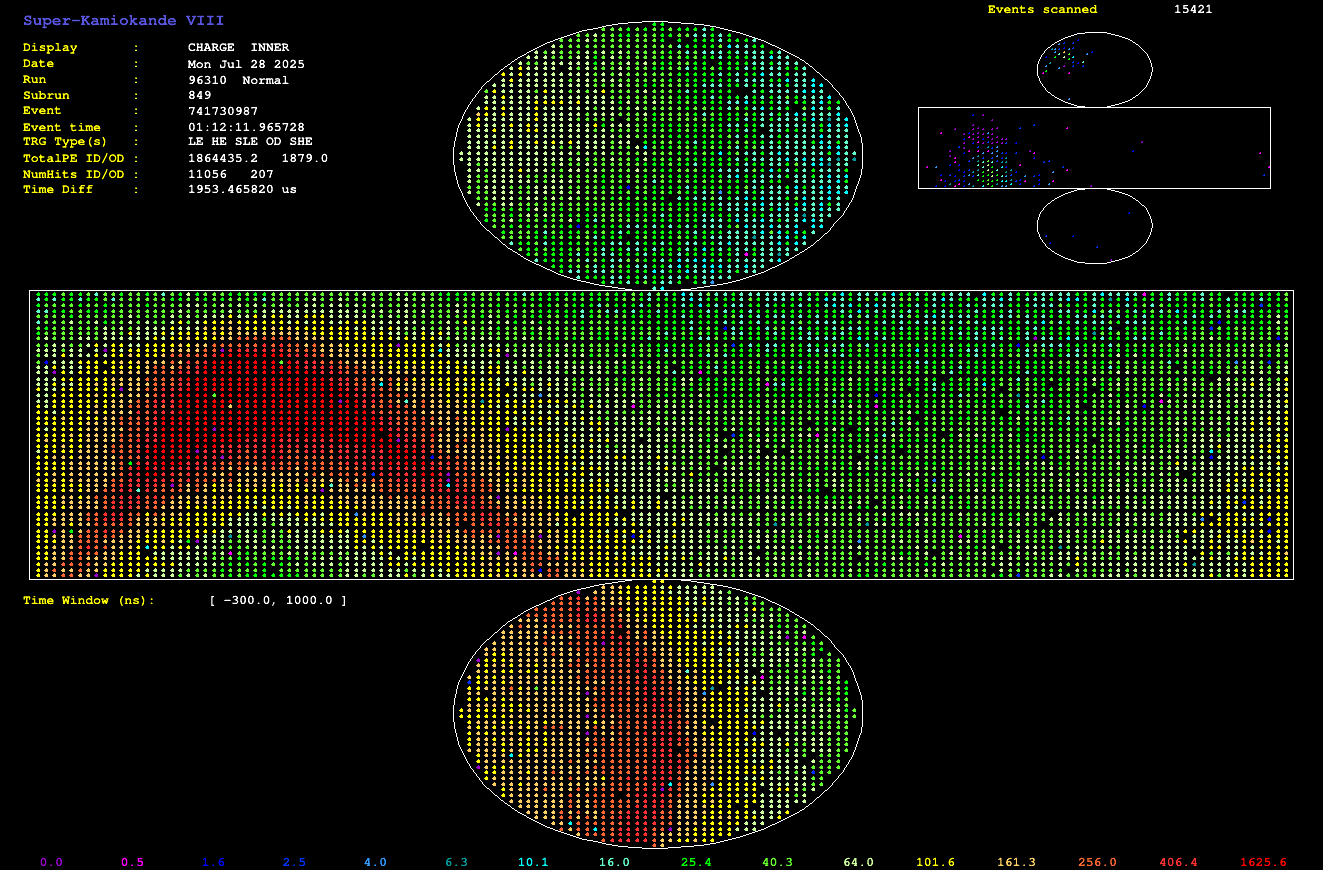 Super-Kamiokande VIII
Display : CHARGE INNER
Date : Mon Jul 28 2025
Run : 96310 Normal
Subrun : 849
Event : 741730987
Event time : 01:12:11.965728
TRG Type(s) : LE HE SLE OD SHE
TotalPE ID/OD : 1864435.2 1879.0
NumHits ID/OD : 11056 207
Time Diff : 1953.465820 us
Events scanned 15421
Time Window (ns): [ -300.0, 1000.0 ]
0.0 0.5 1.6 2.5 4.0 6.3 10.1 16.0 25.4 40.3 64.0 101.6 161.3 256.0 406.4 1625.6